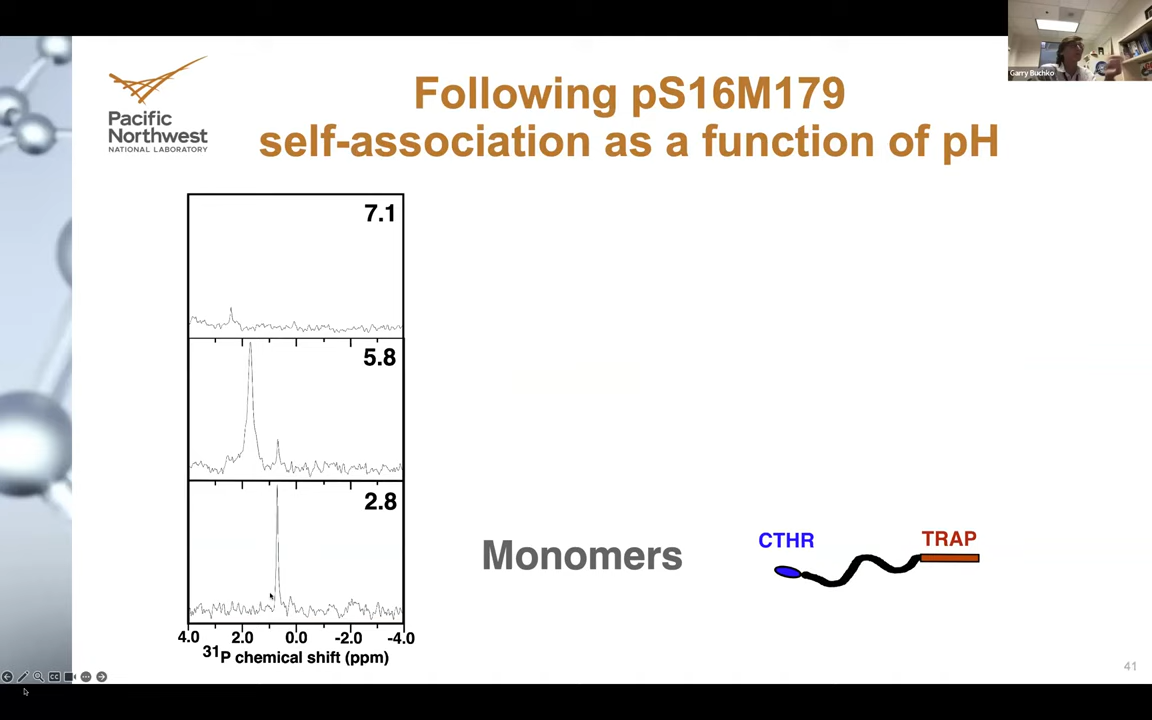 Garry Buchko
Pacific
Northwest
NATIONAL LABORATORY
Following pS16M179
self-association as a function of pH
7.1
5.8
2.8
4.0 2.0 0.0 -2.0 -4.0
31P chemical shift (ppm)
Monomers
CTHR
TRAP
41
CC